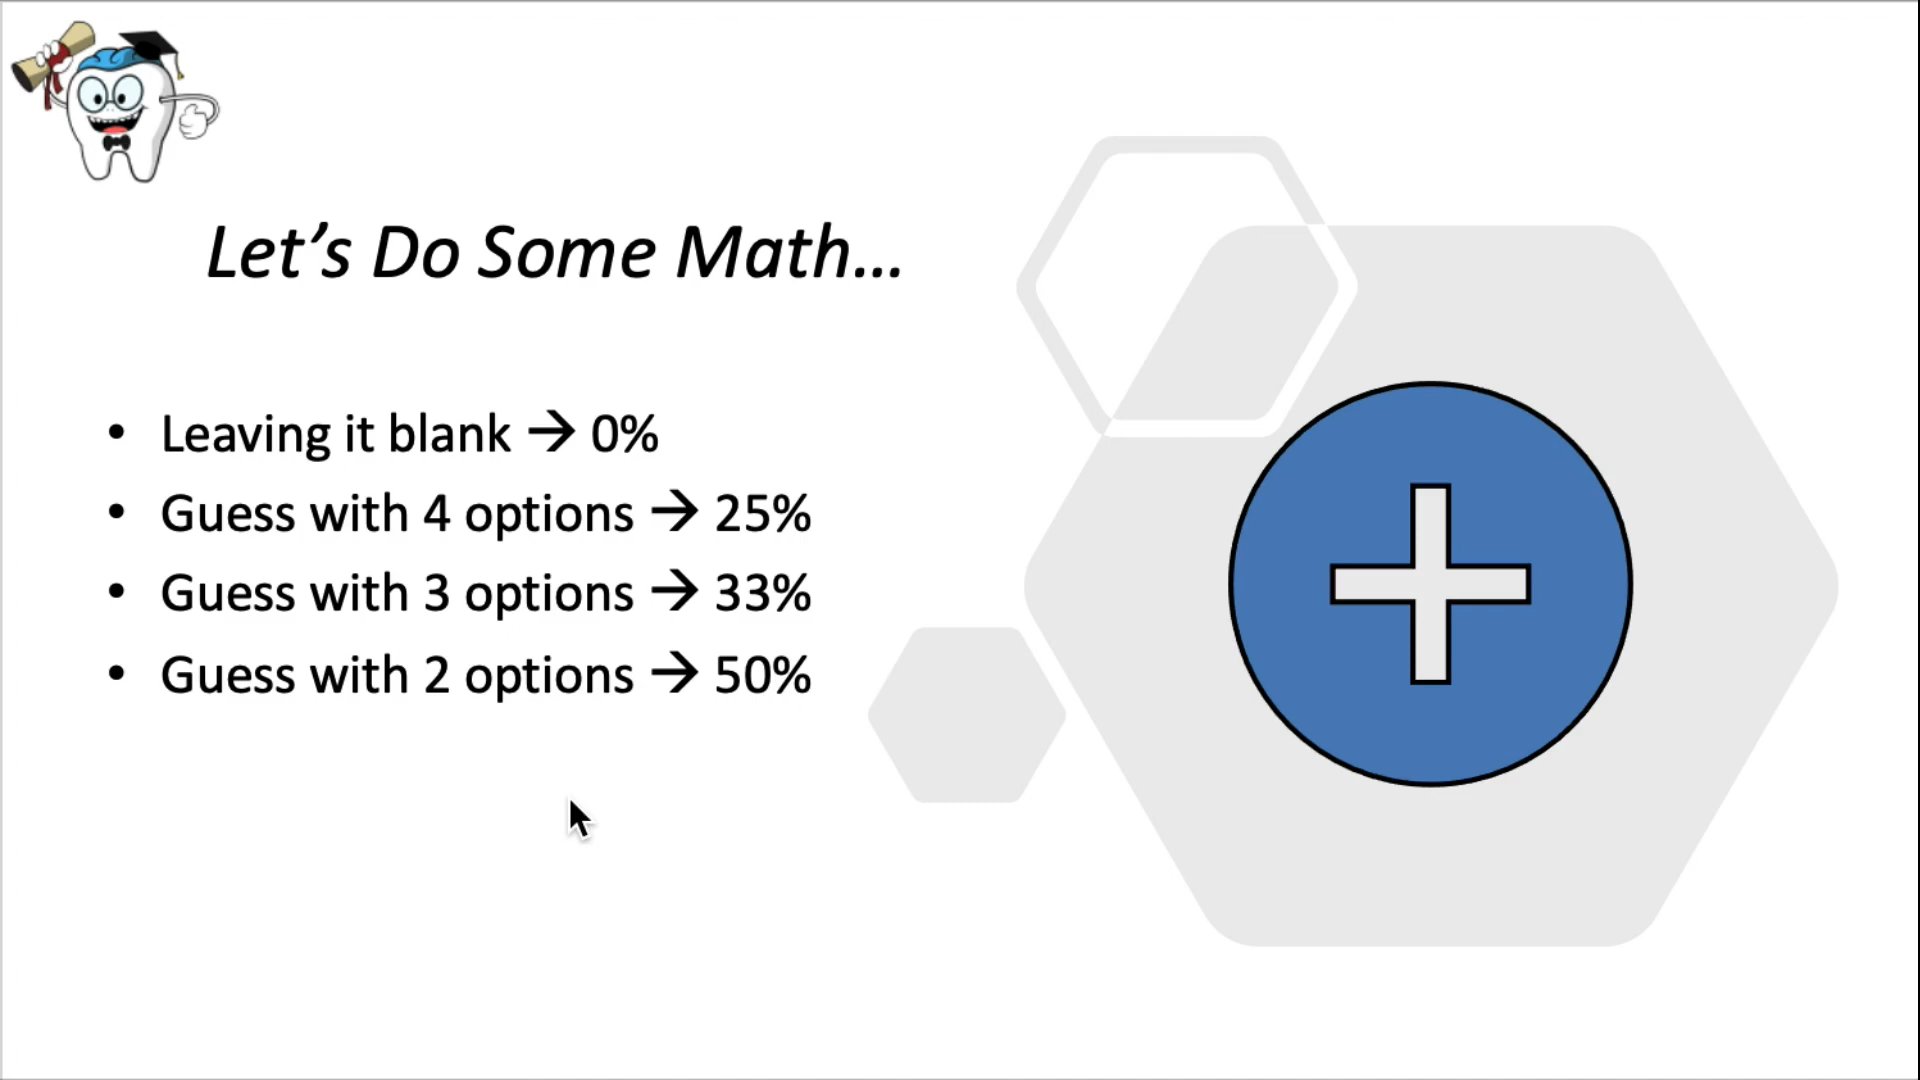 Let’s Do Some Math...
• Leaving it blank → 0%
• Guess with 4 options → 25%
• Guess with 3 options → 33%
• Guess with 2 options → 50%